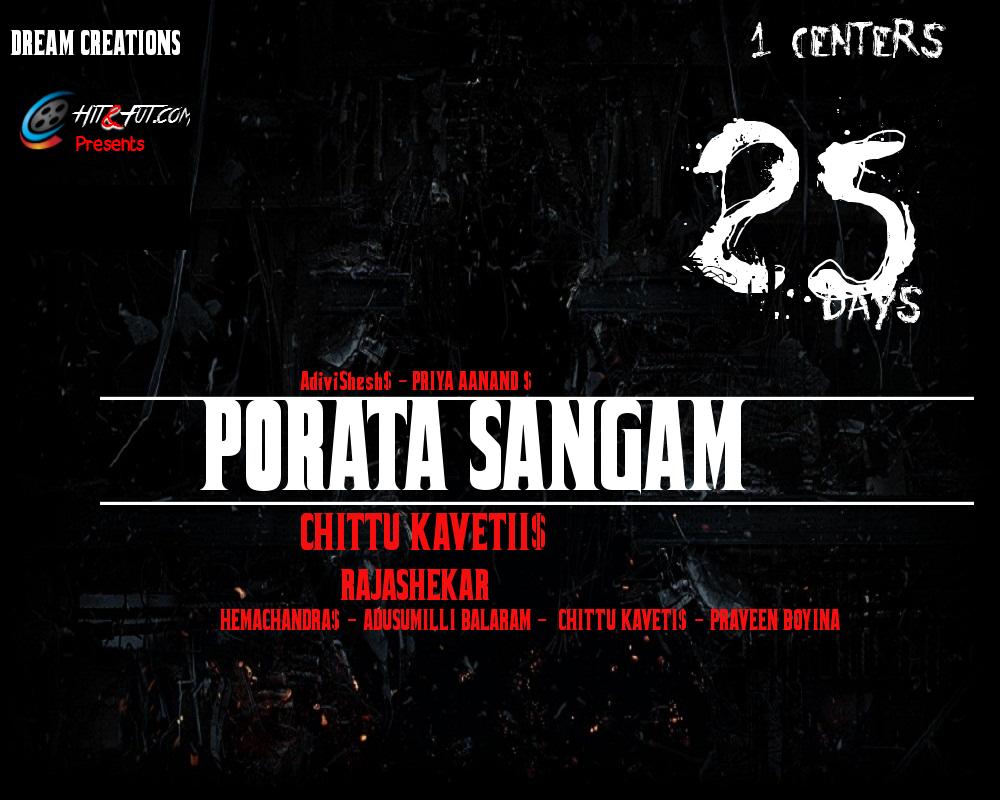 DREAM CREATIONS
1 CENTERS
HIT&FUT.COM
Presents
25
DAYS
AdiviShesh$ - PRIYA AANAND $
PORATA SANGAM
CHITTU KAVETII$
RAJASHEKAR
HEMACHANDRA$ - ADUSUMILLI BALARAM - CHITTU KAVETI$ - PRAVEEN BOYINA